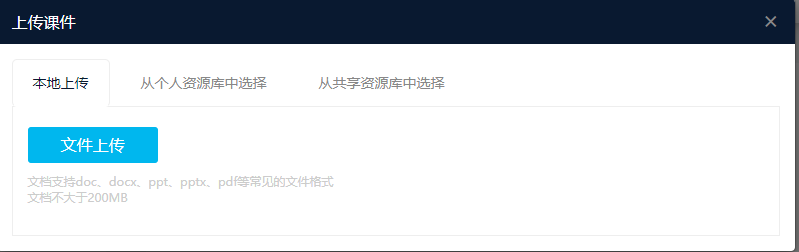 上传课件
本地上传 从个人资源库中选择 从共享资源库中选择
文件上传
文档支持doc、docx、ppt、pptx、pdf等常见的文件格式
文档不大于200MB